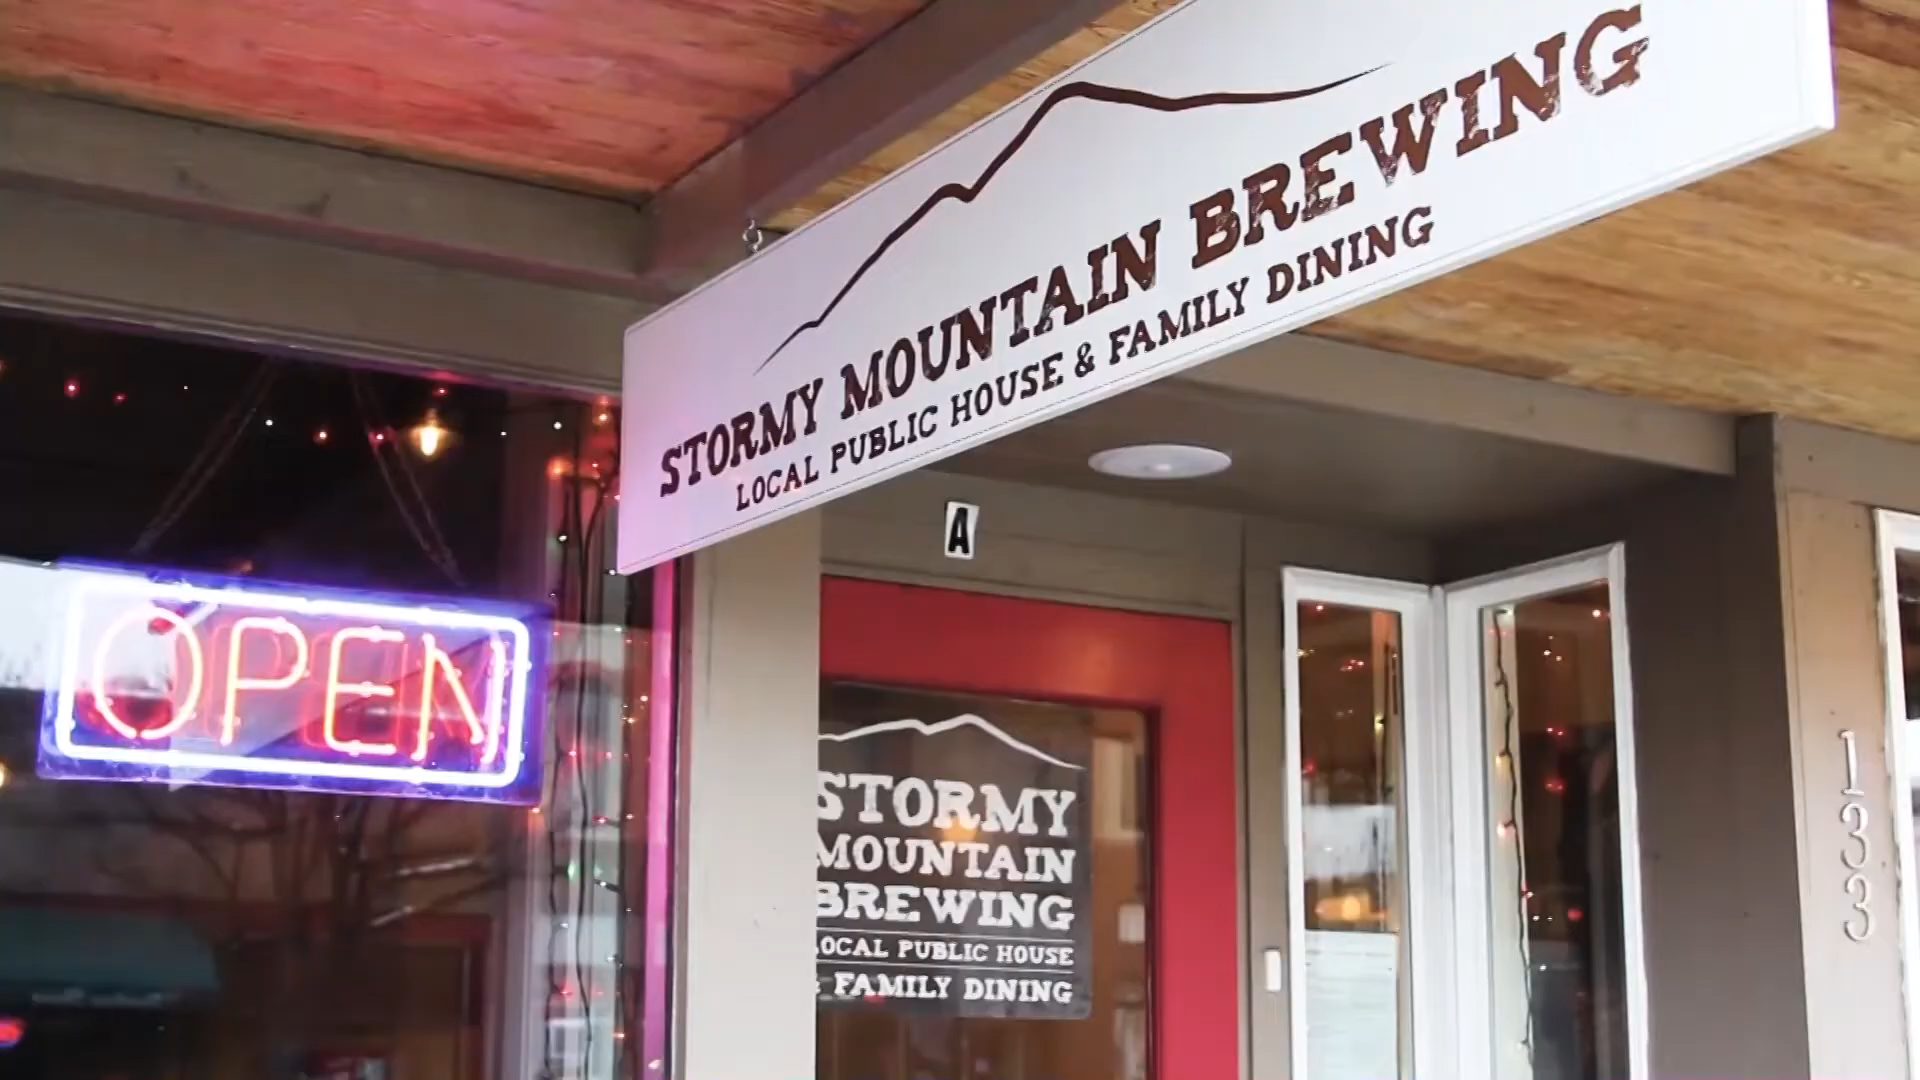 STORMY MOUNTAIN BREWING
LOCAL PUBLIC HOUSE & FAMILY DINING
A
OPEN
STORMY
MOUNTAIN
BREWING
LOCAL PUBLIC HOUSE
& FAMILY DINING
133